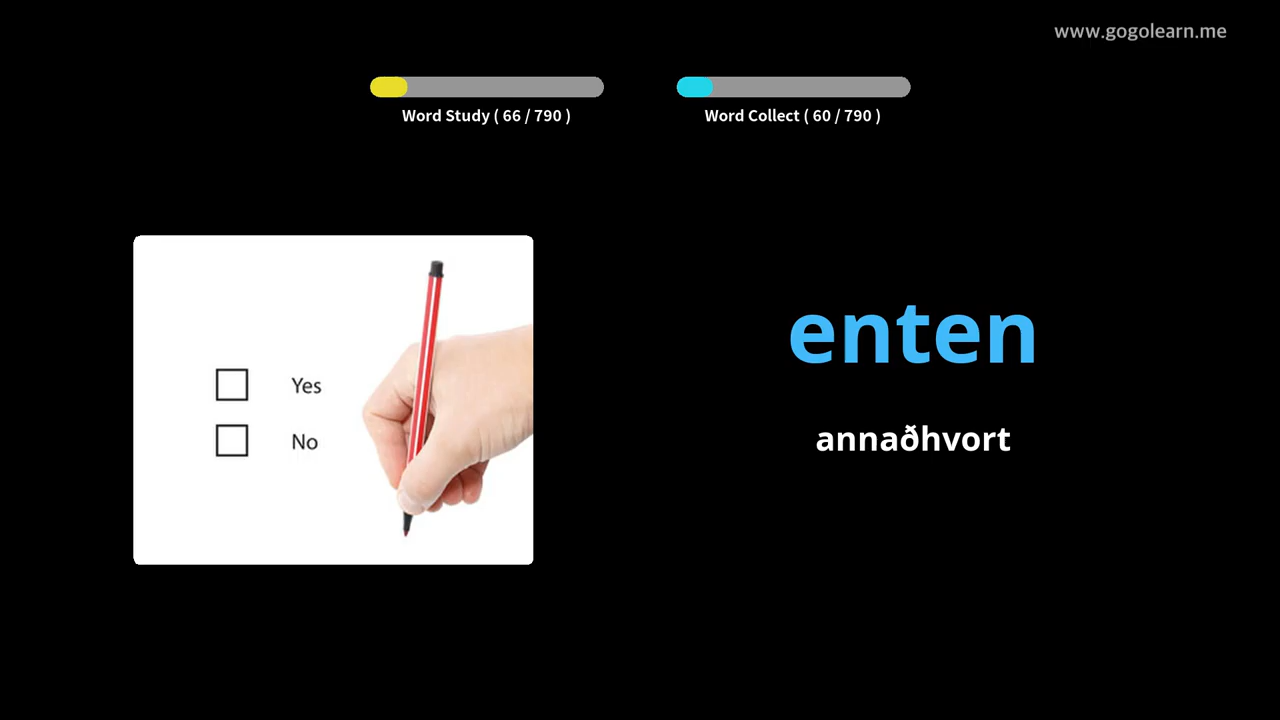 www.gogolearn.me
Word Study ( 66 / 790 )
Word Collect ( 60 / 790 )
Yes
No
enten
annaðhvort